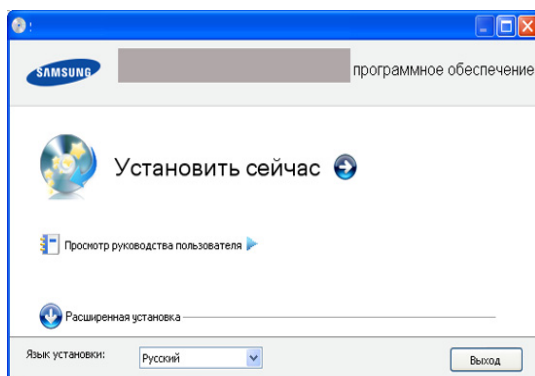 SAMSUNG
программное обеспечение
Установить сейчас
Просмотр руководства пользователя
Расширенная установка
Язык установки:
Русский
Выход